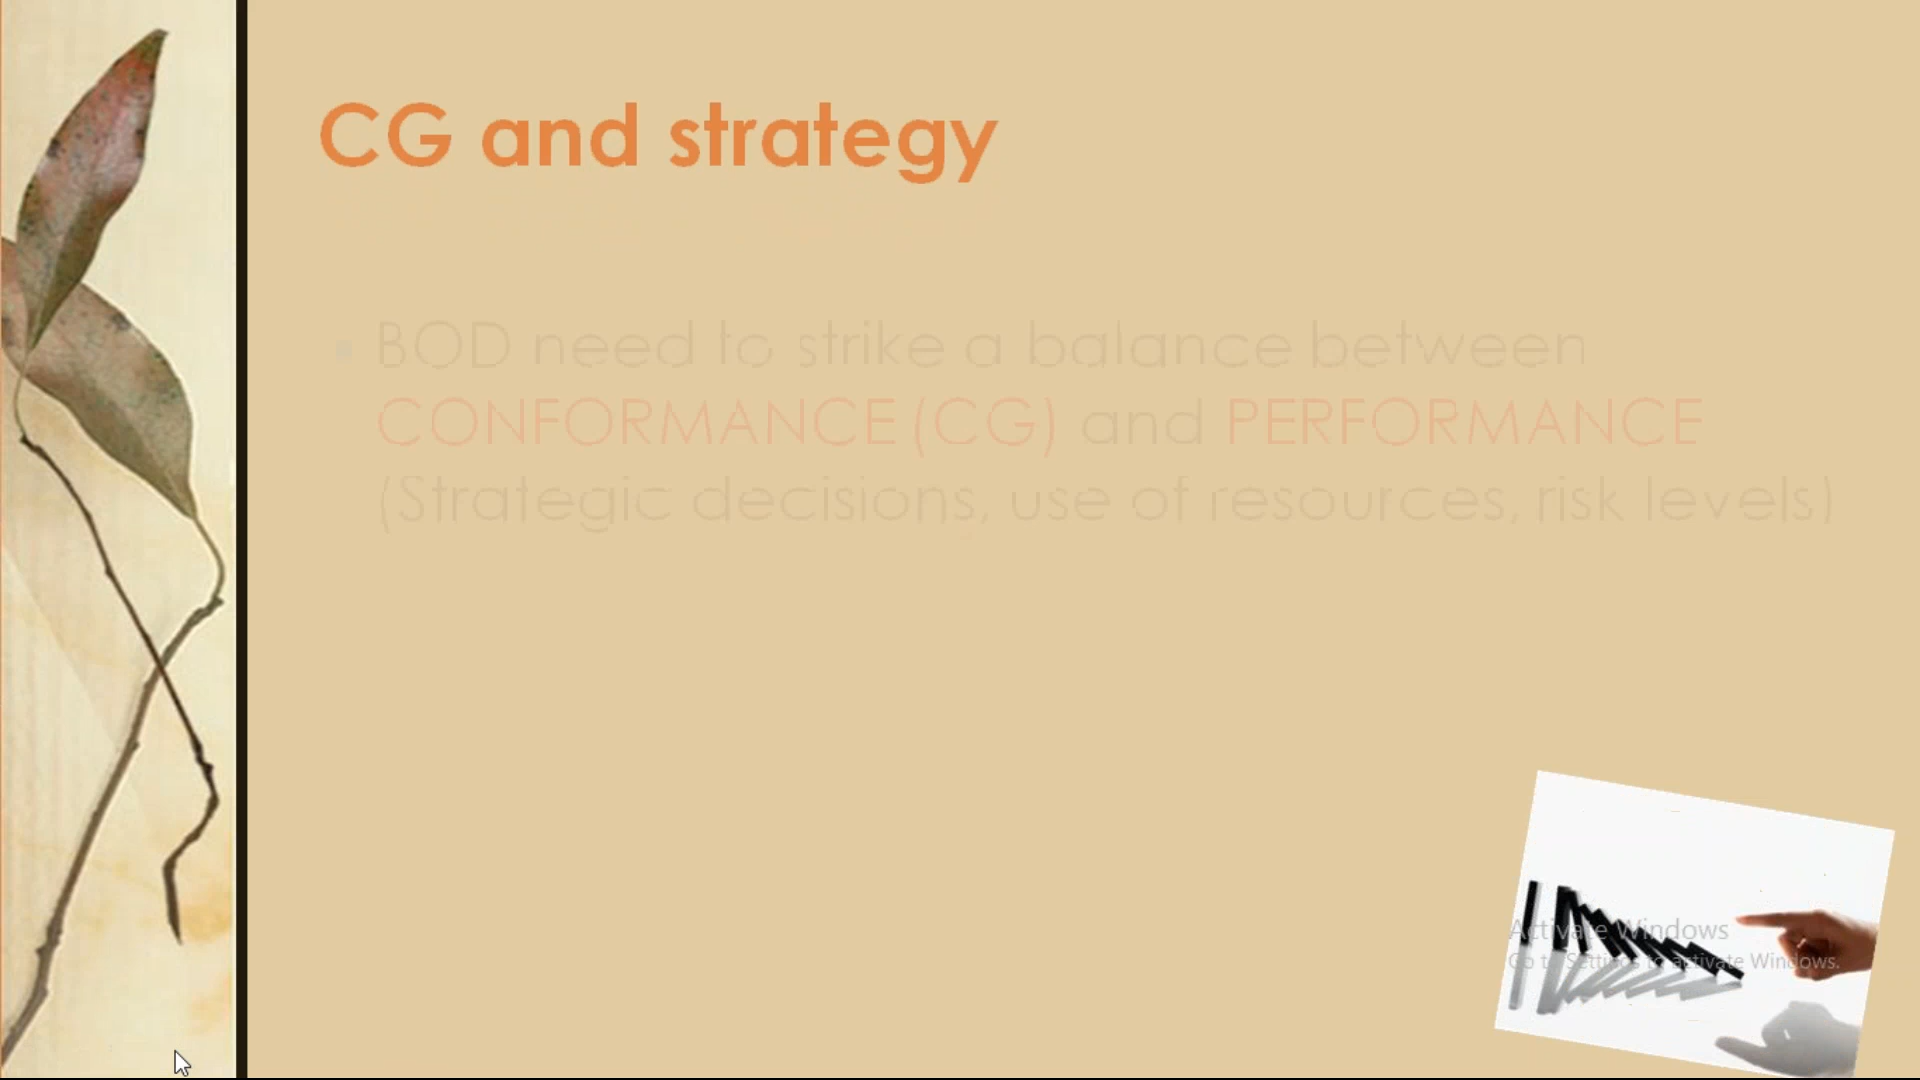 CG and strategy
BOD need to strike a balance between
CONFORMANCE (CG) and PERFORMANCE
(Strategic decisions, use of resources, risk levels)
Activate Windows
Go to Settings to activate Windows.